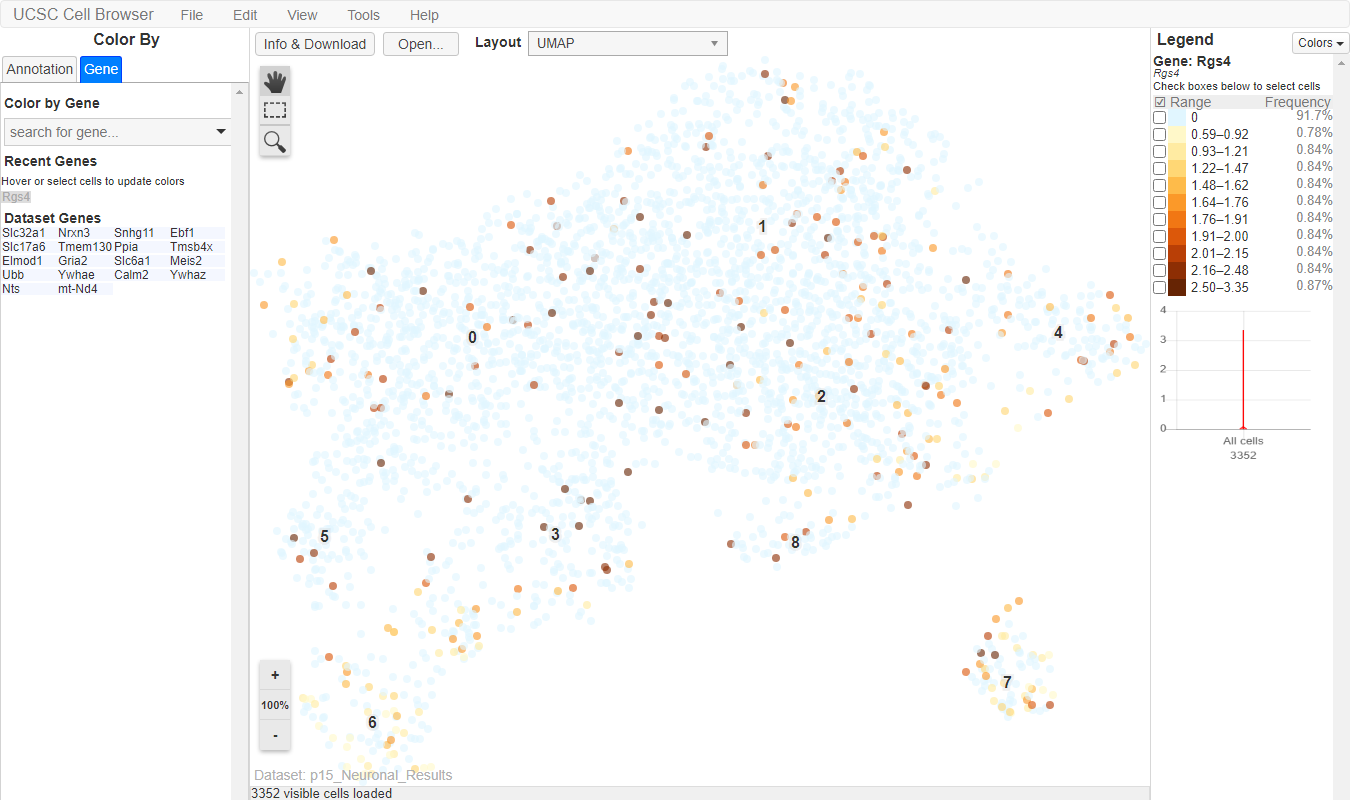 UCSC Cell Browser File Edit View Tools Help
Color By
Annotation Gene
Color by Gene
search for gene...
Recent Genes
Hover or select cells to update colors
Rgs4
Dataset Genes
Slc32a1 Nrxn3 Snhg11 Ebf1
Slc17a6 Tmem130 Ppia Tmsb4x
Elmod1 Gria2 Slc6a1 Meis2
Ubb Ywhae Calm2 Ywhaz
Nts mt-Nd4
Info & Download Open... Layout UMAP
1
0
4
2
5
3
8
7
6
+
100%
-
Dataset: p15_Neuronal_Results
3352 visible cells loaded
Legend Colors
Gene: Rgs4
Rgs4
Check boxes below to select cells
Range Frequency
0 91.7%
0.59–0.92 0.78%
0.93–1.21 0.84%
1.22–1.47 0.84%
1.48–1.62 0.84%
1.64–1.76 0.84%
1.76–1.91 0.84%
1.91–2.00 0.84%
2.01–2.15 0.84%
2.16–2.48 0.84%
2.50–3.35 0.87%
4
3
2
1
0
All cells
3352